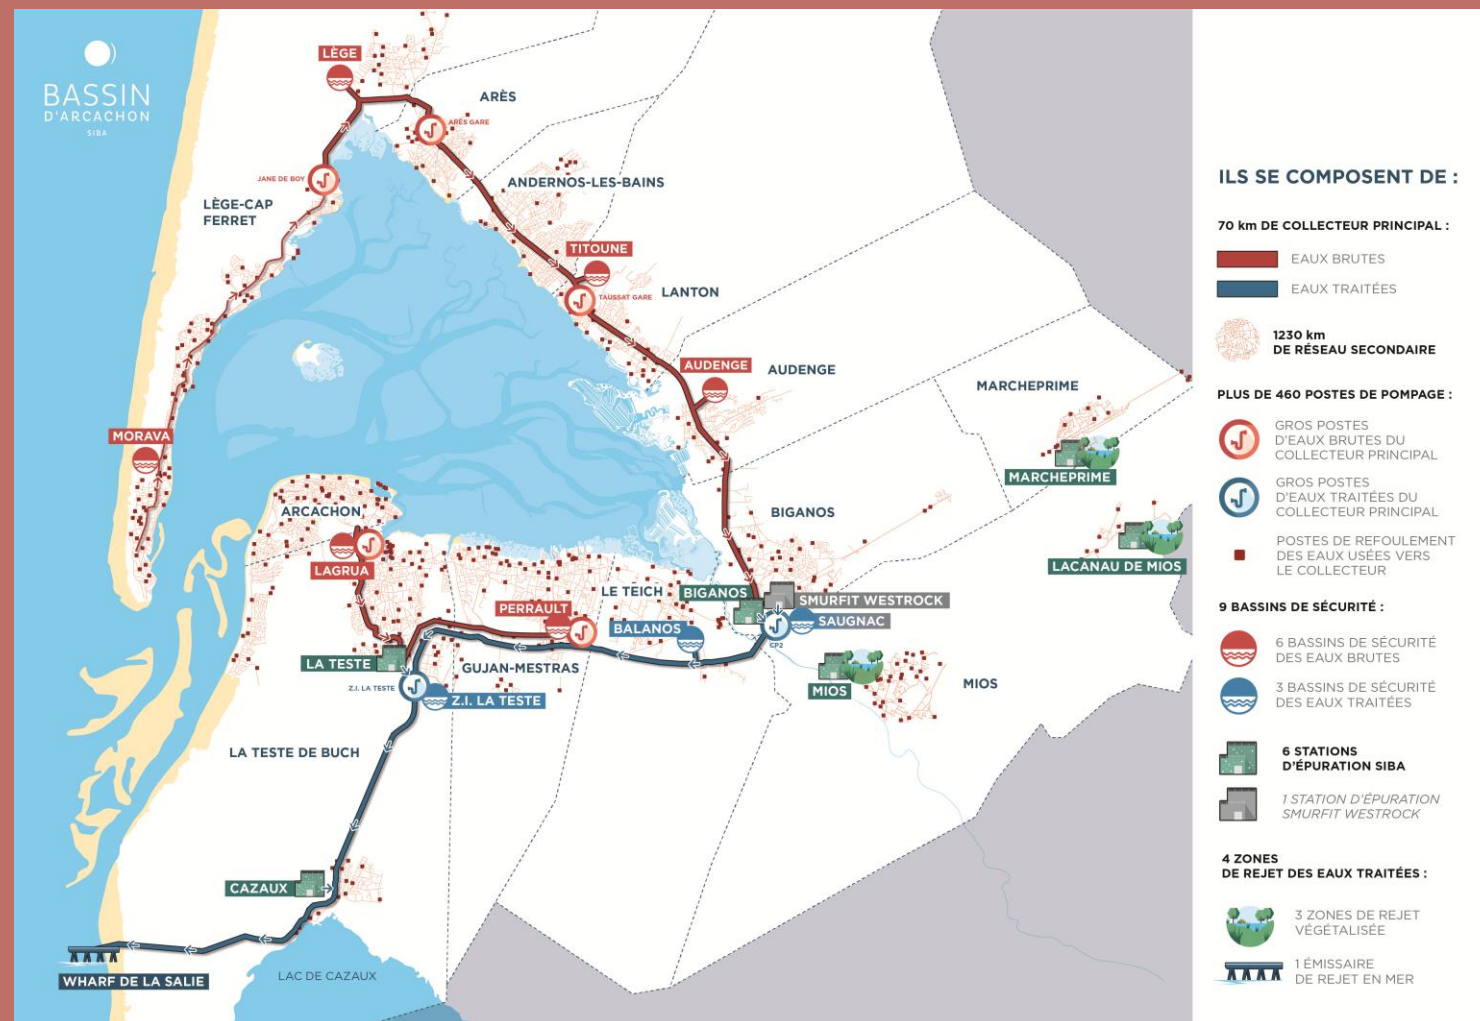 BASSIN
D'ARCACHON
SIBA
LÈGE
ARÈS
ARÈS GARE
JANE DE BOY
LÈGE-CAP
FERRET
ANDERNOS-LES-BAINS
TITOUNE
TAUSSAT GARE
LANTON
AUDENGE
AUDENGE
MARCHEPRIME
MARCHEPRIME
MORAVA
ARCACHON
LAGRUA
BIGANOS
LACANAU DE MIOS
LE TEICH
BIGANOS
SMURFIT WESTROCK
PERRAULT
BALANOS
SAUGNAC
CP2
LA TESTE
GUJAN-MESTRAS
MIOS
MIOS
Z.I. LA TESTE
Z.I. LA TESTE
LA TESTE DE BUCH
CAZAUX
WHARF DE LA SALIE
LAC DE CAZAUX
ILS SE COMPOSENT DE :
70 km DE COLLECTEUR PRINCIPAL :
EAUX BRUTES
EAUX TRAITÉES
1230 km
DE RÉSEAU SECONDAIRE
PLUS DE 460 POSTES DE POMPAGE :
GROS POSTES
D'EAUX BRUTES DU
COLLECTEUR PRINCIPAL
GROS POSTES
D'EAUX TRAITÉES DU
COLLECTEUR PRINCIPAL
POSTES DE REFOULEMENT
DES EAUX USÉES VERS
LE COLLECTEUR
9 BASSINS DE SÉCURITÉ :
6 BASSINS DE SÉCURITÉ
DES EAUX BRUTES
3 BASSINS DE SÉCURITÉ
DES EAUX TRAITÉES
6 STATIONS
D'ÉPURATION SIBA
1 STATION D'ÉPURATION
SMURFIT WESTROCK
4 ZONES
DE REJET DES EAUX TRAITÉES :
3 ZONES DE REJET
VÉGÉTALISÉE
1 ÉMISSAIRE
DE REJET EN MER